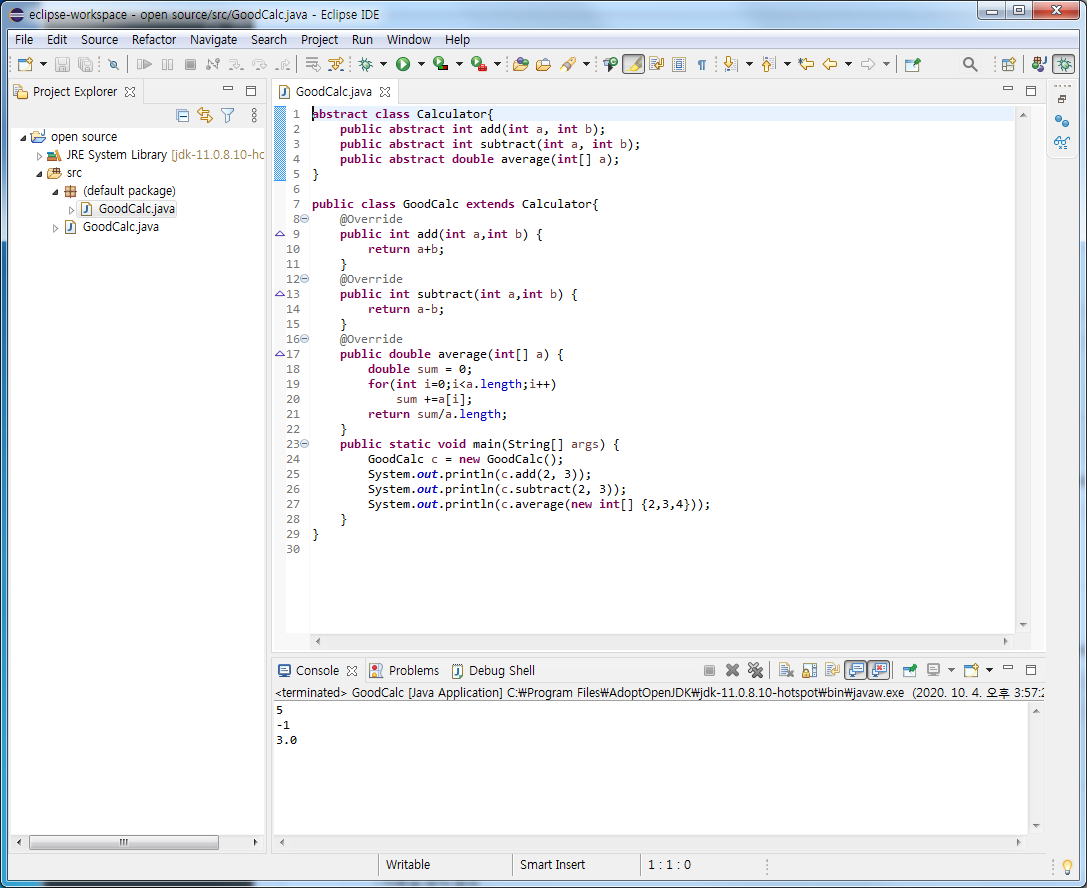 eclipse-workspace - open source/src/GoodCalc.java - Eclipse IDE
File Edit Source Refactor Navigate Search Project Run Window Help
Project Explorer
open source
JRE System Library [jdk-11.0.8.10-hc
src
(default package)
GoodCalc.java
GoodCalc.java
GoodCalc.java
1 abstract class Calculator{
2 public abstract int add(int a, int b);
3 public abstract int subtract(int a, int b);
4 public abstract double average(int[] a);
5 }
6
7 public class GoodCalc extends Calculator{
8 @Override
9 public int add(int a,int b) {
10 return a+b;
11 }
12 @Override
13 public int subtract(int a,int b) {
14 return a-b;
15 }
16 @Override
17 public double average(int[] a) {
18 double sum = 0;
19 for(int i=0;i<a.length;i++)
20 sum +=a[i];
21 return sum/a.length;
22 }
23 public static void main(String[] args) {
24 GoodCalc c = new GoodCalc();
25 System.out.println(c.add(2, 3));
26 System.out.println(c.subtract(2, 3));
27 System.out.println(c.average(new int[] {2,3,4}));
28 }
29 }
30
Console Problems Debug Shell
<terminated> GoodCalc [Java Application] C:₩Program Files₩AdoptOpenJDK₩jdk-11.0.8.10-hotspot₩bin₩javaw.exe (2020. 10. 4. 오후 3:57:2
5
-1
3.0
Writable Smart Insert 1 : 1 : 0